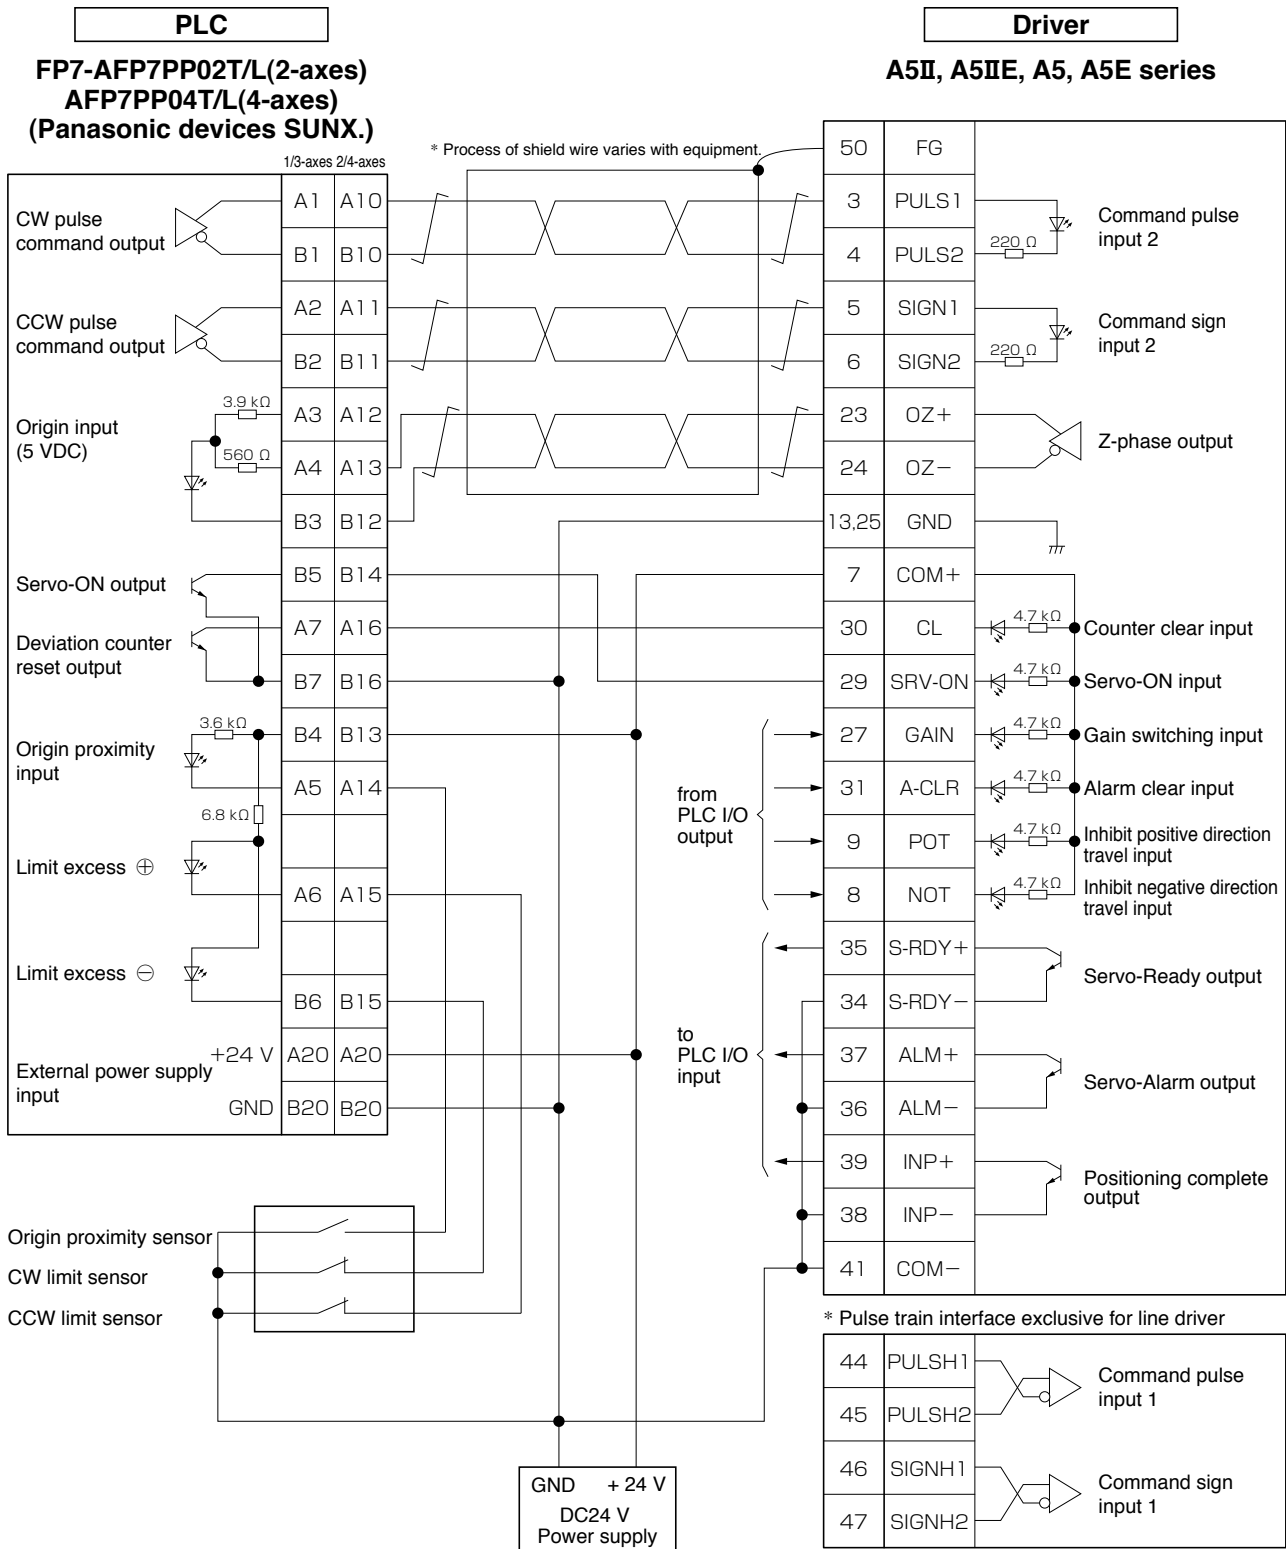 PLC
Driver
FP7-AFP7PP02T/L(2-axes)
AFP7PP04T/L(4-axes)
(Panasonic devices SUNX.)
A5II, A5IIE, A5, A5E series
1/3-axes 2/4-axes
* Process of shield wire varies with equipment.
CW pulse
command output
A1 A10
B1 B10
CCW pulse
command output
A2 A11
B2 B11
Origin input
(5 VDC)
3.9 kΩ
A3 A12
560 Ω
A4 A13
B3 B12
Servo-ON output
B5 B14
Deviation counter
reset output
A7 A16
B7 B16
Origin proximity
input
3.6 kΩ
B4 B13
A5 A14
6.8 kΩ
Limit excess ⊕
A6 A15
Limit excess ⊖
B6 B15
External power supply
input
+24 V A20 A20
GND B20 B20
Origin proximity sensor
CW limit sensor
CCW limit sensor
GND + 24 V
DC24 V
Power supply
from
PLC I/O
output
to
PLC I/O
input
50 FG
3 PULS1
4 PULS2
220 Ω
Command pulse
input 2
5 SIGN1
6 SIGN2
220 Ω
Command sign
input 2
23 OZ+
24 OZ−
Z-phase output
13,25 GND
7 COM+
30 CL 4.7 kΩ Counter clear input
29 SRV-ON 4.7 kΩ Servo-ON input
27 GAIN 4.7 kΩ Gain switching input
31 A-CLR 4.7 kΩ Alarm clear input
9 POT 4.7 kΩ Inhibit positive direction
travel input
8 NOT 4.7 kΩ Inhibit negative direction
travel input
35 S-RDY+
34 S-RDY−
Servo-Ready output
37 ALM+
36 ALM−
Servo-Alarm output
39 INP+
38 INP−
Positioning complete
output
41 COM−
* Pulse train interface exclusive for line driver
44 PULSH1
45 PULSH2
Command pulse
input 1
46 SIGNH1
47 SIGNH2
Command sign
input 1